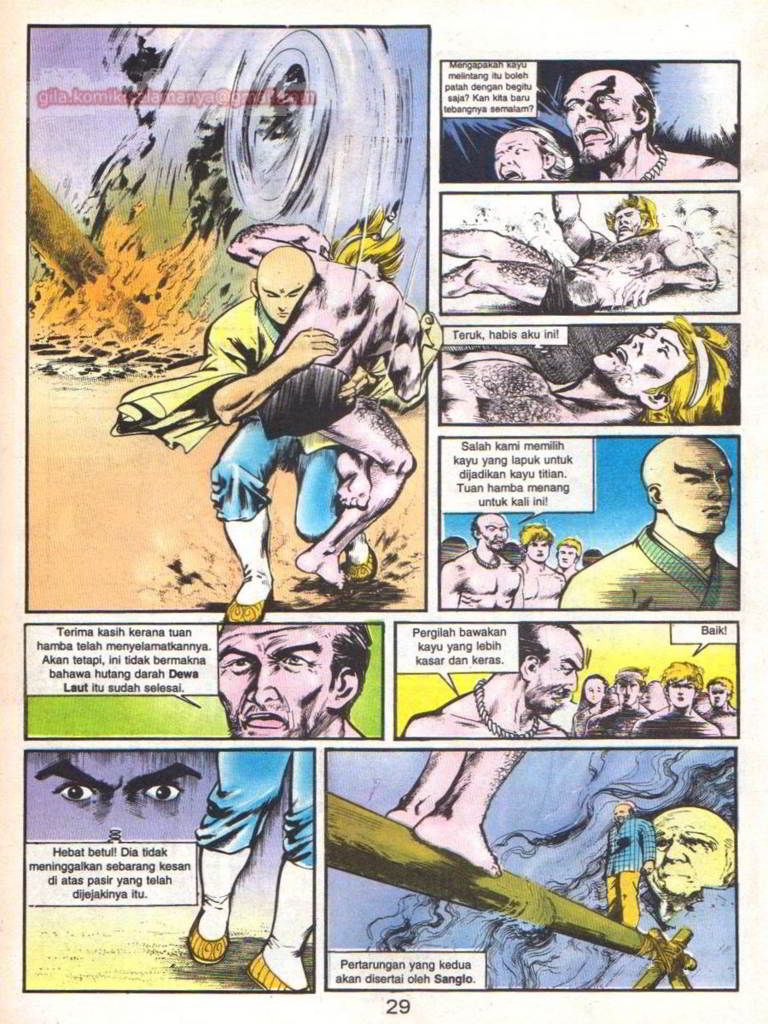 gila.komik.selamanya@gmail.com
Mengapakah kayu
melintang itu boleh
patah dengan begitu
saja? Kan kita baru
tebangnya semalam?
Teruk, habis aku ini!
Salah kami memilih
kayu yang lapuk untuk
dijadikan kayu titian.
Tuan hamba menang
untuk kali ini!
Terima kasih kerana tuan
hamba telah menyelamatkannya.
Akan tetapi, ini tidak bermakna
bahawa hutang darah Dewa
Laut itu sudah selesai.
Pergilah bawakan
kayu yang lebih
kasar dan keras.
Baik!
Hebat betul! Dia tidak
meninggalkan sebarang kesan
di atas pasir yang telah
dijejakinya itu.
Pertarungan yang kedua
akan disertai oleh Sanglo.
29